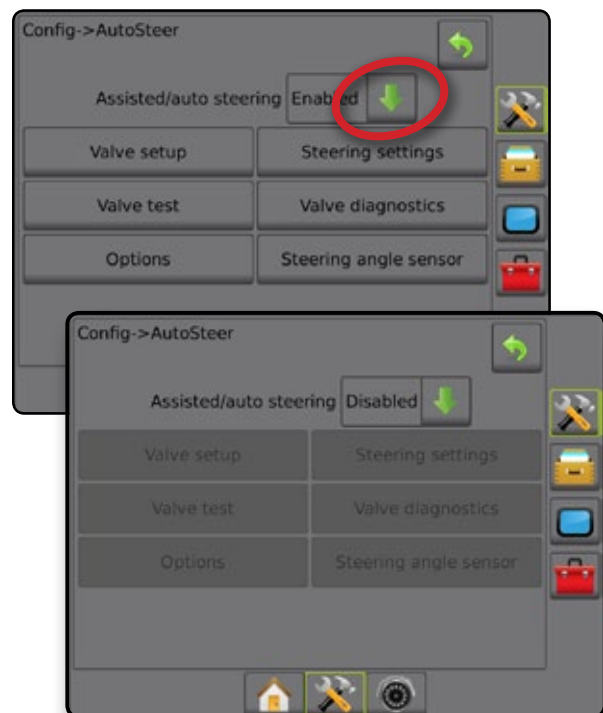 Config->AutoSteer
Assisted/auto steering Enabled
Valve setup Steering settings
Valve test Valve diagnostics
Options Steering angle sensor
Config->AutoSteer
Assisted/auto steering Disabled
Valve setup Steering settings
Valve test Valve diagnostics
Options Steering angle sensor